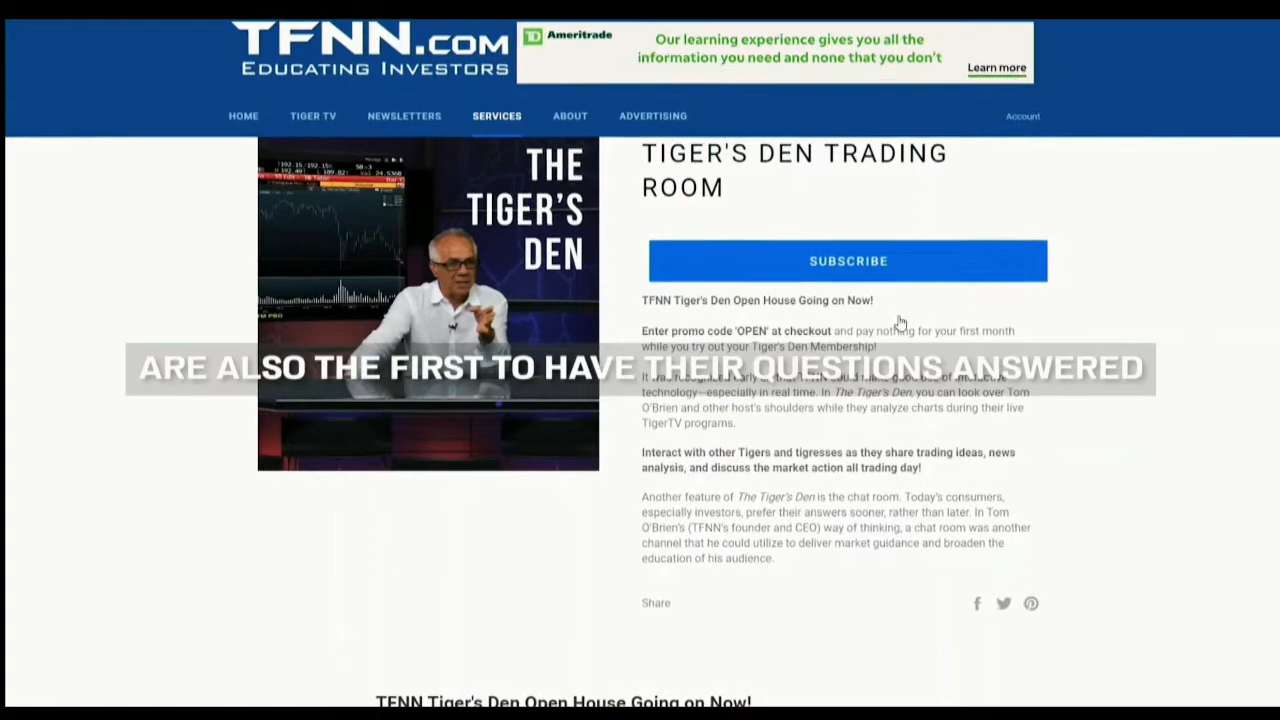 TFNN.COM
EDUCATING INVESTORS
TD Ameritrade
Our learning experience gives you all the
information you need and none that you don't
Learn more
HOME TIGER TV NEWSLETTERS SERVICES ABOUT ADVERTISING
Account
THE
TIGER'S
DEN
TIGER'S DEN TRADING
ROOM
SUBSCRIBE
TFNN Tiger's Den Open House Going on Now!
Enter promo code 'OPEN' at checkout and pay nothing for your first month
while you try out your Tiger's Den Membership!
ARE ALSO THE FIRST TO HAVE THEIR QUESTIONS ANSWERED
technology—especially in real time. In The Tiger's Den, you can look over Tom
O'Brien and other host's shoulders while they analyze charts during their live
TigerTV programs.
Interact with other Tigers and tigresses as they share trading ideas, news
analysis, and discuss the market action all trading day!
Another feature of The Tiger's Den is the chat room. Today's consumers,
especially investors, prefer their answers sooner, rather than later. In Tom
O'Brien's (TFNN's founder and CEO) way of thinking, a chat room was another
channel that he could utilize to deliver market guidance and broaden the
education of his audience.
Share
TFNN Tiger's Den Open House Going on Now!